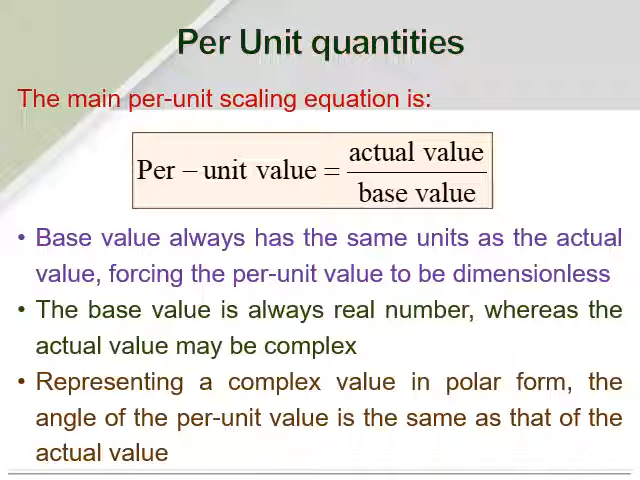 Per Unit quantities
The main per-unit scaling equation is:
Per – unit value = actual value / base value
• Base value always has the same units as the actual
value, forcing the per-unit value to be dimensionless
• The base value is always real number, whereas the
actual value may be complex
• Representing a complex value in polar form, the
angle of the per-unit value is the same as that of the
actual value